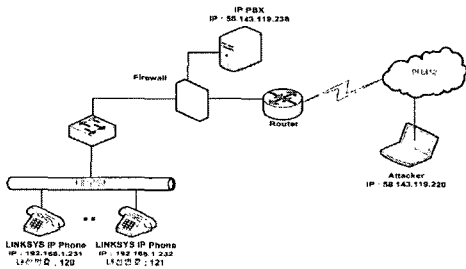 IP PBX
IP : 58.143.119.238
Firewall
Router
Attacker
IP : 58.143.119.220
LINKSYS IP Phone
IP : 192.168.1.231
내선번호 : 120
LINKSYS IP Phone
IP : 192.168.1.232
내선번호 : 121